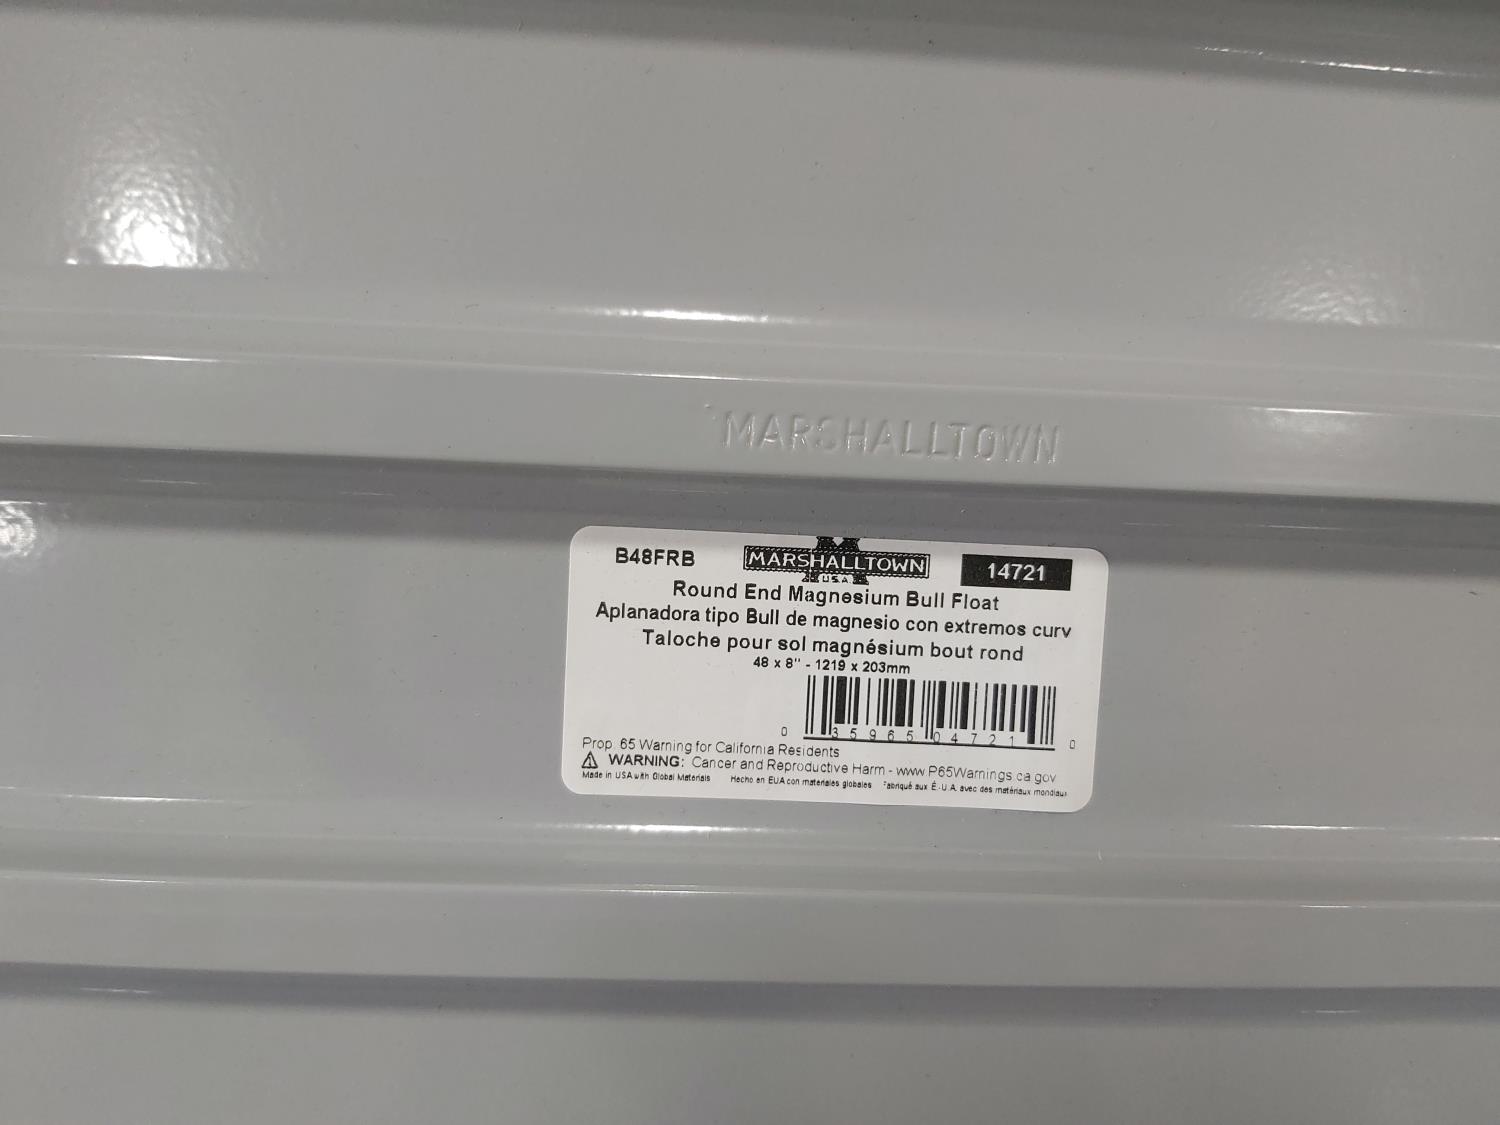 MARSHALLTOWN
B48FRB MARSHALLTOWN 14721
U.S.A.
Round End Magnesium Bull Float
Aplanadora tipo Bull de magnesio con extremos curv
Taloche pour sol magnésium bout rond
48 x 8" - 1219 x 203mm
0 35965 04721 0
Prop. 65 Warning for California Residents
WARNING: Cancer and Reproductive Harm - www.P65Warnings.ca.gov
Made in USA with Global Materials Hecho en EUA con materiales globales Fabriqué aux É.-U.A. avec des matériaux mondiaux